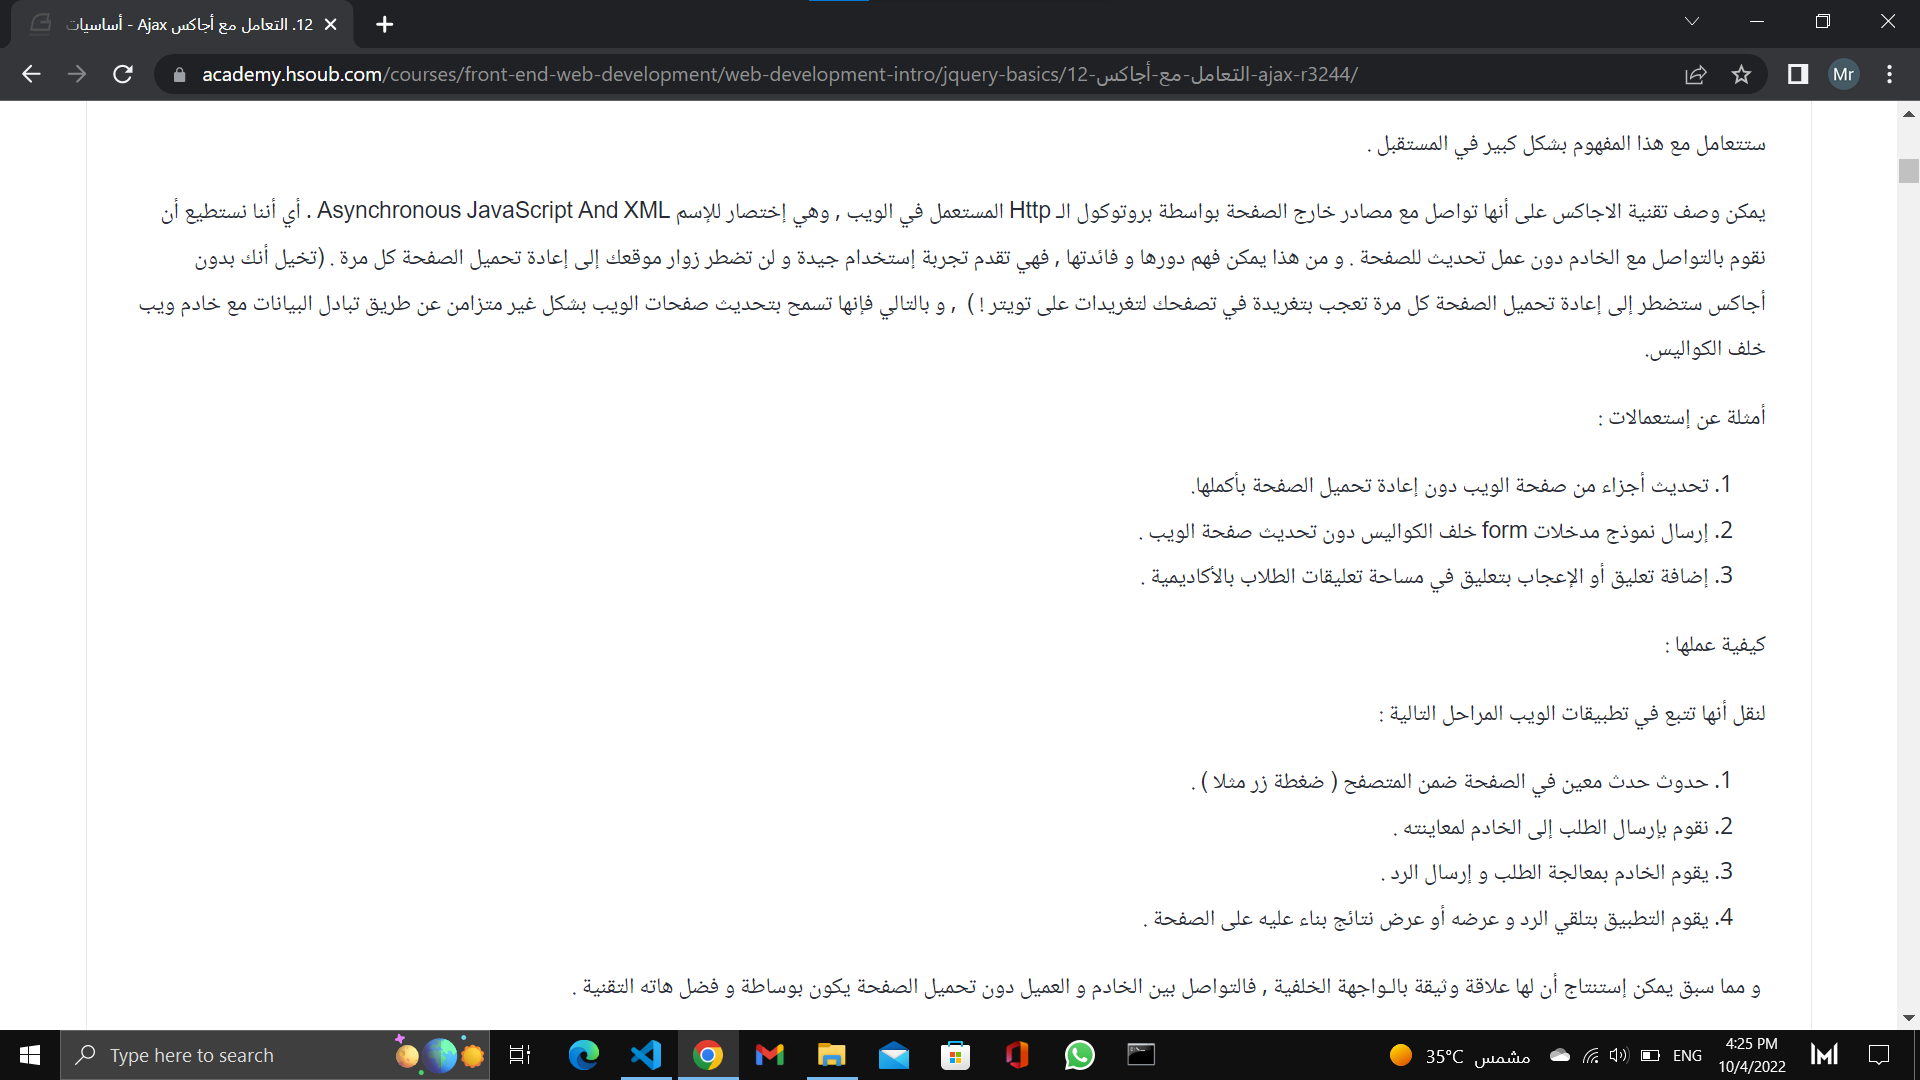 12. التعامل مع أجاكس Ajax - أساسيات
academy.hsoub.com/courses/front-end-web-development/web-development-intro/jquery-basics/12-التعامل-مع-أجاكس-ajax-r3244/
Mr
ستتعامل مع هذا المفهوم بشكل كبير في المستقبل .
يمكن وصف تقنية الاجاكس على أنها تواصل مع مصادر خارج الصفحة بواسطة بروتوكول الـ Http المستعمل في الويب , وهي إختصار للإسم Asynchronous JavaScript And XML . أي أننا نستطيع أن
نقوم بالتواصل مع الخادم دون عمل تحديث للصفحة . و من هذا يمكن فهم دورها و فائدتها , فهي تقدم تجربة إستخدام جيدة و لن تضطر زوار موقعك إلى إعادة تحميل الصفحة كل مرة . (تخيل أنك بدون
أجاكس ستضطر إلى إعادة تحميل الصفحة كل مرة تعجب بتغريدة في تصفحك لتغريدات على تويتر ! ) , و بالتالي فإنها تسمح بتحديث صفحات الويب بشكل غير متزامن عن طريق تبادل البيانات مع خادم ويب
خلف الكواليس.
أمثلة عن إستعمالات :
1. تحديث أجزاء من صفحة الويب دون إعادة تحميل الصفحة بأكملها.
2. إرسال نموذج مدخلات form خلف الكواليس دون تحديث صفحة الويب .
3. إضافة تعليق أو الإعجاب بتعليق في مساحة تعليقات الطلاب بالأكاديمية .
كيفية عملها :
لنقل أنها تتبع في تطبيقات الويب المراحل التالية :
1. حدوث حدث معين في الصفحة ضمن المتصفح ( ضغطة زر مثلا ) .
2. نقوم بإرسال الطلب إلى الخادم لمعاينته .
3. يقوم الخادم بمعالجة الطلب و إرسال الرد .
4. يقوم التطبيق بتلقي الرد و عرضه أو عرض نتائج بناء عليه على الصفحة .
و مما سبق يمكن إستنتاج أن لها علاقة وثيقة بالـواجهة الخلفية , فالتواصل بين الخادم و العميل دون تحميل الصفحة يكون بوساطة و فضل هاته التقنية .
Type here to search
35°C مشمس
ENG
4:25 PM
10/4/2022